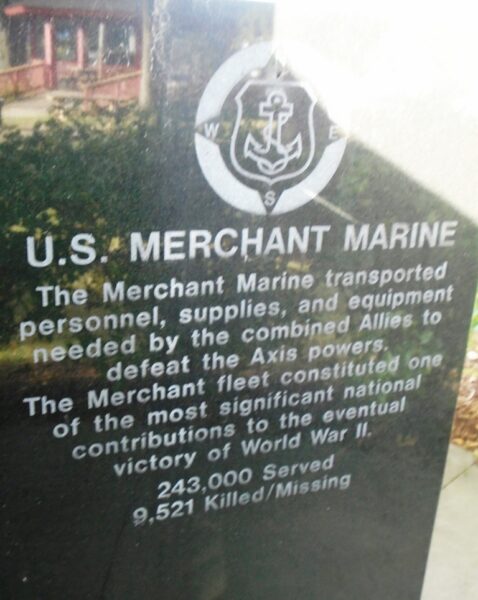 W E
S
U.S. MERCHANT MARINE
The Merchant Marine transported
personnel, supplies, and equipment
needed by the combined Allies to
defeat the Axis powers.
The Merchant fleet constituted one
of the most significant national
contributions to the eventual
victory of World War II.
243,000 Served
9,521 Killed/Missing